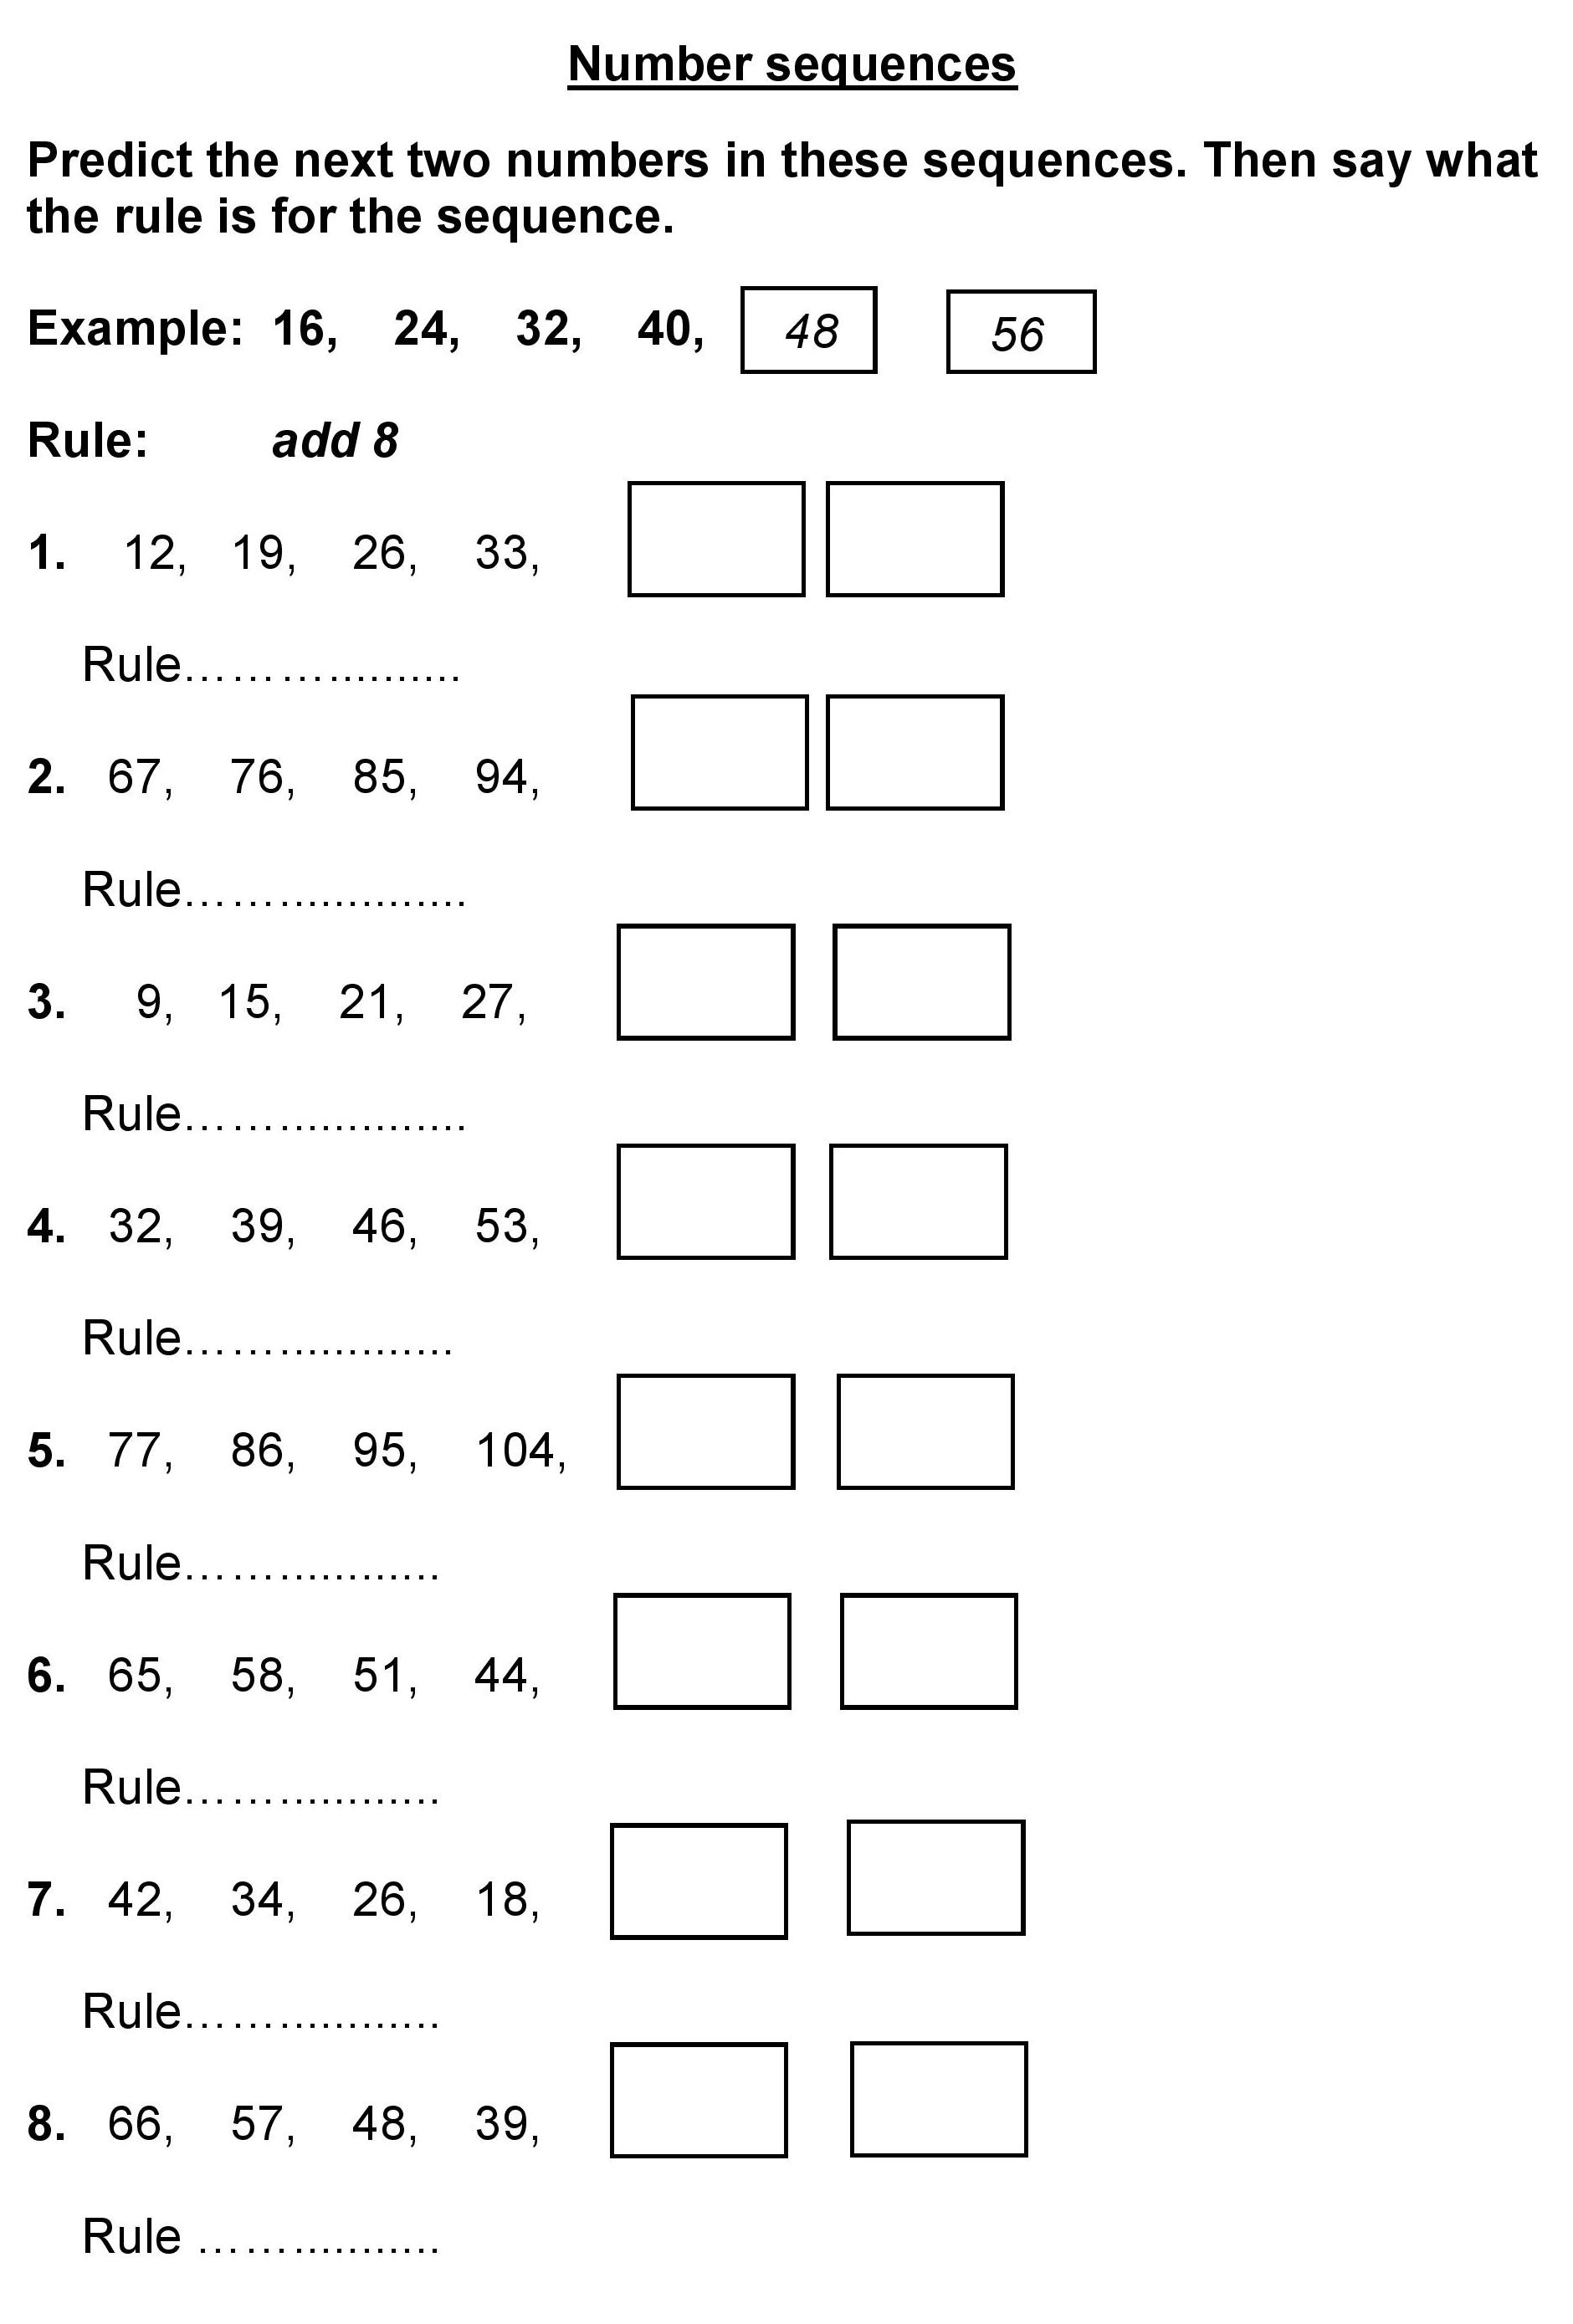 Number sequences
Predict the next two numbers in these sequences. Then say what
the rule is for the sequence.
Example: 16, 24, 32, 40, 48 56
Rule: add 8
1. 12, 19, 26, 33,
Rule………..........
2. 67, 76, 85, 94,
Rule……..............
3. 9, 15, 21, 27,
Rule……..............
4. 32, 39, 46, 53,
Rule…….............
5. 77, 86, 95, 104,
Rule……............
6. 65, 58, 51, 44,
Rule……............
7. 42, 34, 26, 18,
Rule……............
8. 66, 57, 48, 39,
Rule ……...........